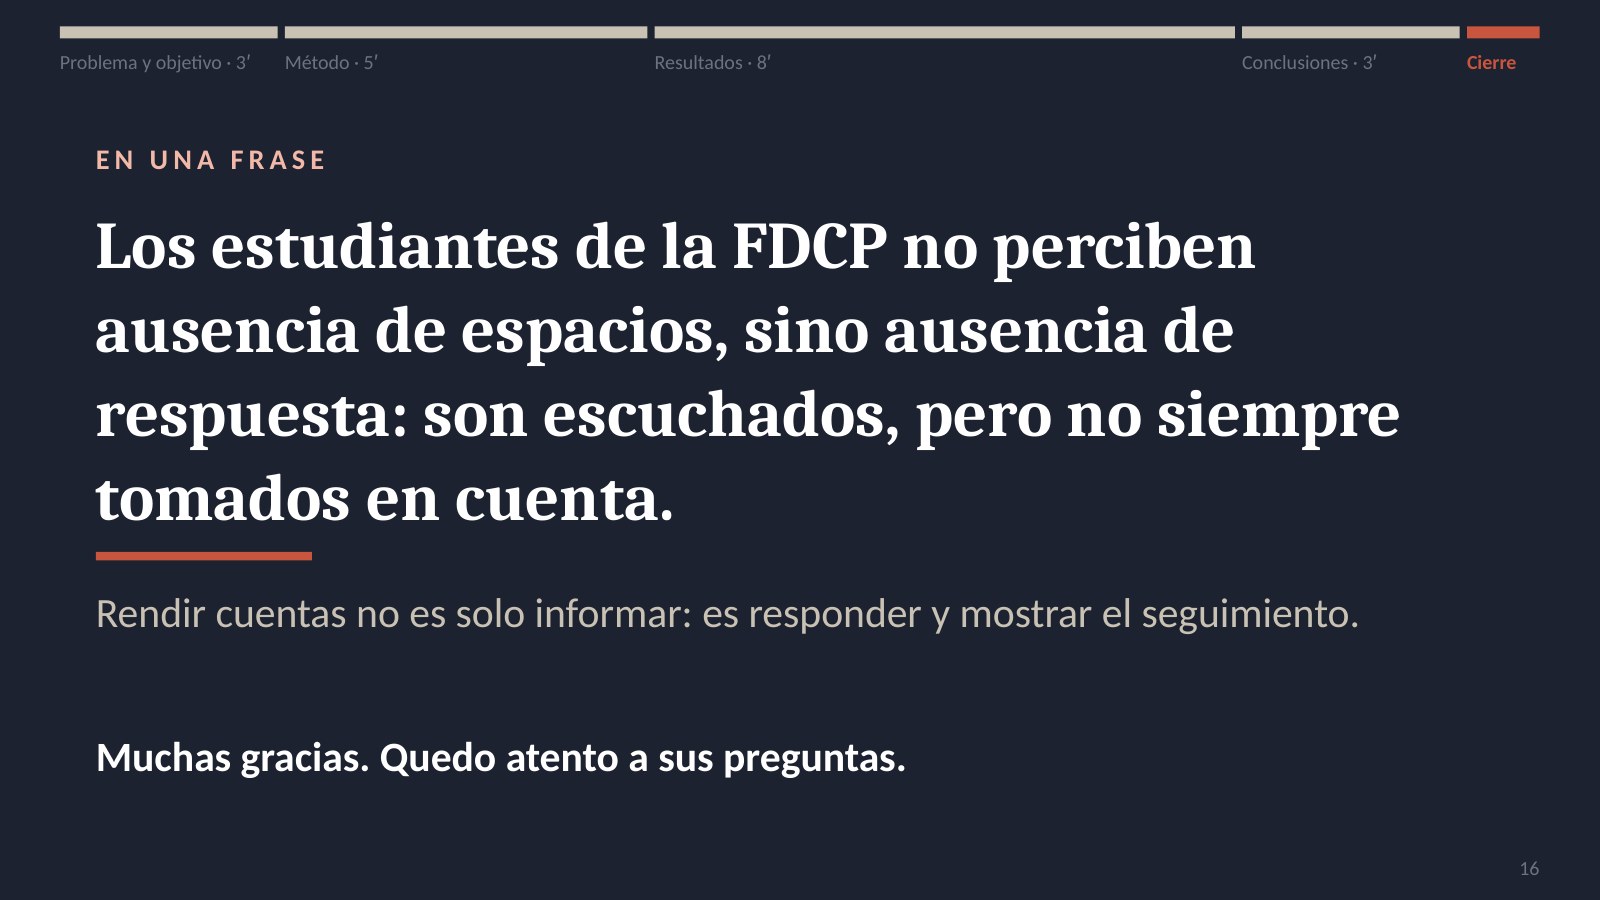 Problema y objetivo · 3′
Método · 5′
Resultados · 8′
Conclusiones · 3′
Cierre
EN UNA FRASE
Los estudiantes de la FDCP no perciben
ausencia de espacios, sino ausencia de
respuesta: son escuchados, pero no siempre
tomados en cuenta.
Rendir cuentas no es solo informar: es responder y mostrar el seguimiento.
Muchas gracias. Quedo atento a sus preguntas.
16